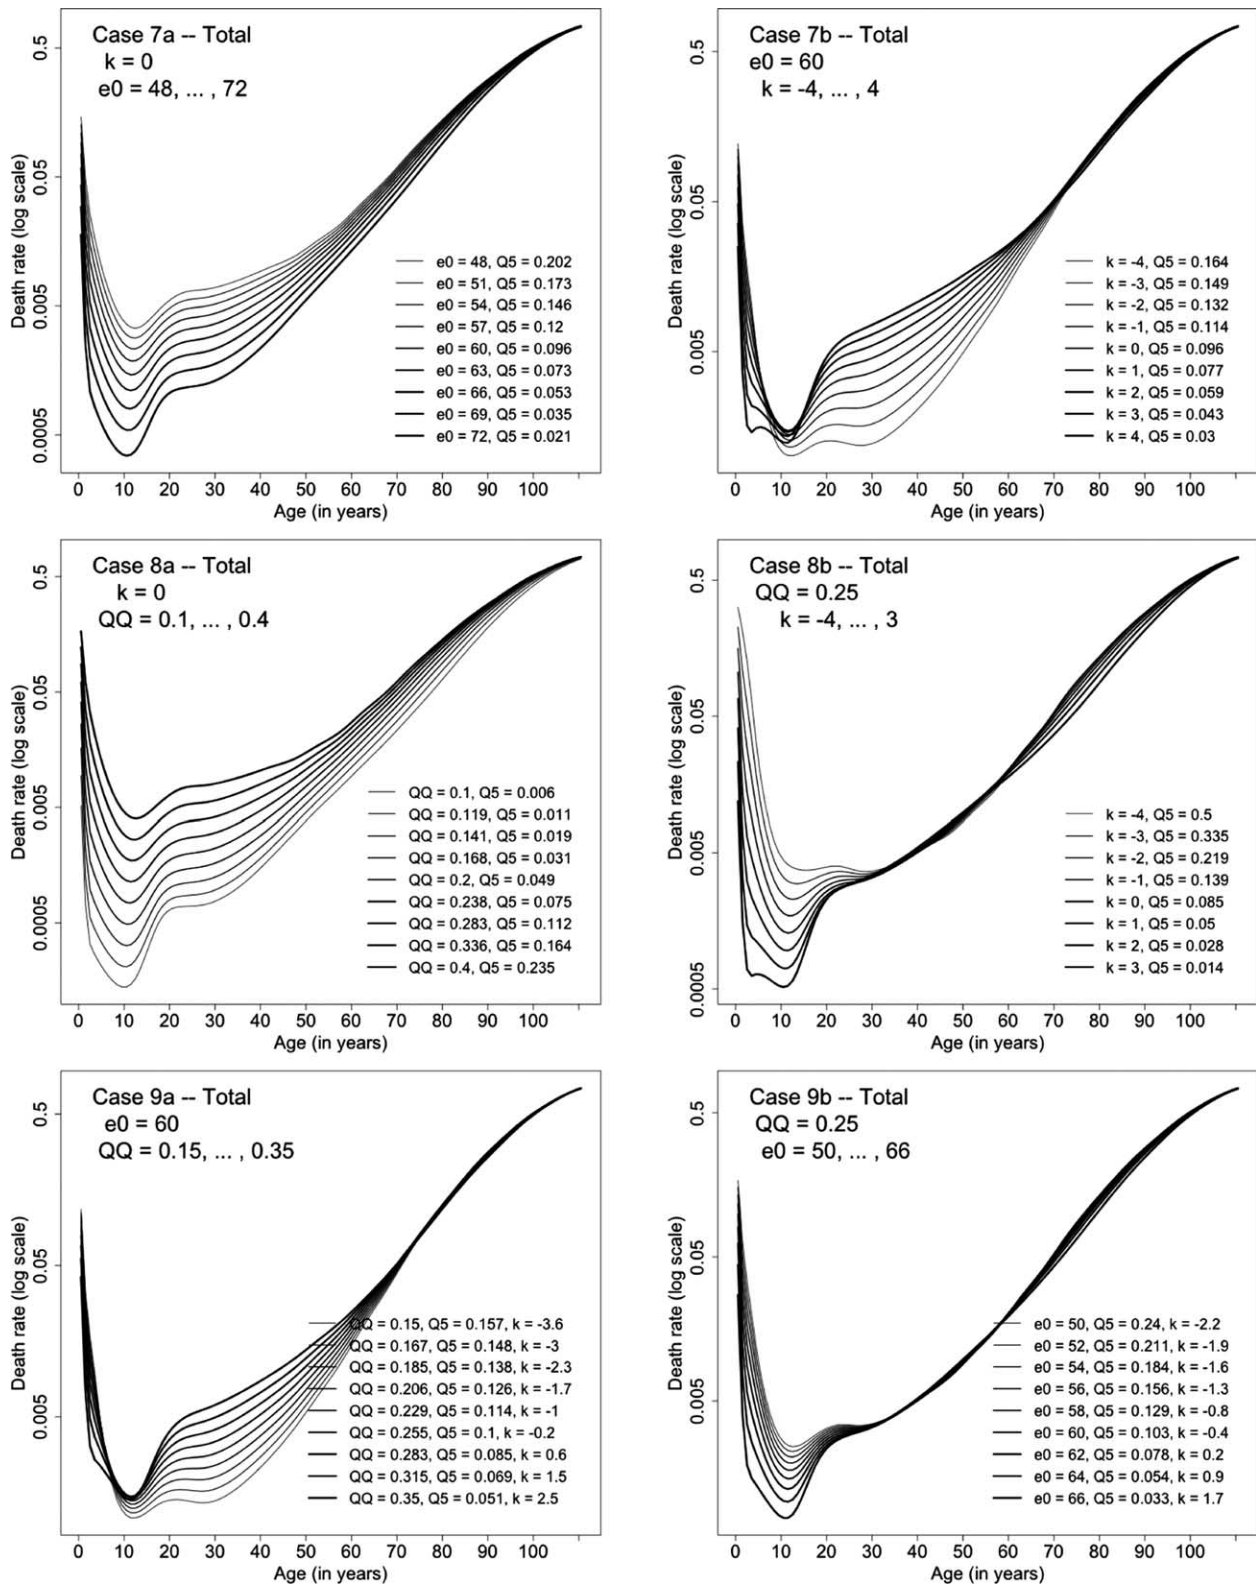 Case 7a -- Total
k = 0
e0 = 48, ... , 72
Death rate (log scale)
0.5
0.05
0.005
0.0005
e0 = 48, Q5 = 0.202
e0 = 51, Q5 = 0.173
e0 = 54, Q5 = 0.146
e0 = 57, Q5 = 0.12
e0 = 60, Q5 = 0.096
e0 = 63, Q5 = 0.073
e0 = 66, Q5 = 0.053
e0 = 69, Q5 = 0.035
e0 = 72, Q5 = 0.021
0 10 20 30 40 50 60 70 80 90 100
Age (in years)
Case 7b -- Total
e0 = 60
k = -4, ... , 4
Death rate (log scale)
0.5
0.05
0.005
k = -4, Q5 = 0.164
k = -3, Q5 = 0.149
k = -2, Q5 = 0.132
k = -1, Q5 = 0.114
k = 0, Q5 = 0.096
k = 1, Q5 = 0.077
k = 2, Q5 = 0.059
k = 3, Q5 = 0.043
k = 4, Q5 = 0.03
0 10 20 30 40 50 60 70 80 90 100
Age (in years)
Case 8a -- Total
k = 0
QQ = 0.1, ... , 0.4
Death rate (log scale)
0.5
0.05
0.005
0.0005
QQ = 0.1, Q5 = 0.006
QQ = 0.119, Q5 = 0.011
QQ = 0.141, Q5 = 0.019
QQ = 0.168, Q5 = 0.031
QQ = 0.2, Q5 = 0.049
QQ = 0.238, Q5 = 0.075
QQ = 0.283, Q5 = 0.112
QQ = 0.336, Q5 = 0.164
QQ = 0.4, Q5 = 0.235
0 10 20 30 40 50 60 70 80 90 100
Age (in years)
Case 8b -- Total
QQ = 0.25
k = -4, ... , 3
Death rate (log scale)
0.5
0.05
0.005
0.0005
k = -4, Q5 = 0.5
k = -3, Q5 = 0.335
k = -2, Q5 = 0.219
k = -1, Q5 = 0.139
k = 0, Q5 = 0.085
k = 1, Q5 = 0.05
k = 2, Q5 = 0.028
k = 3, Q5 = 0.014
0 10 20 30 40 50 60 70 80 90 100
Age (in years)
Case 9a -- Total
e0 = 60
QQ = 0.15, ... , 0.35
Death rate (log scale)
0.5
0.05
0.005
QQ = 0.15, Q5 = 0.157, k = -3.6
QQ = 0.167, Q5 = 0.148, k = -3
QQ = 0.185, Q5 = 0.138, k = -2.3
QQ = 0.206, Q5 = 0.126, k = -1.7
QQ = 0.229, Q5 = 0.114, k = -1
QQ = 0.255, Q5 = 0.1, k = -0.2
QQ = 0.283, Q5 = 0.085, k = 0.6
QQ = 0.315, Q5 = 0.069, k = 1.5
QQ = 0.35, Q5 = 0.051, k = 2.5
0 10 20 30 40 50 60 70 80 90 100
Age (in years)
Case 9b -- Total
QQ = 0.25
e0 = 50, ... , 66
Death rate (log scale)
0.5
0.05
0.005
e0 = 50, Q5 = 0.24, k = -2.2
e0 = 52, Q5 = 0.211, k = -1.9
e0 = 54, Q5 = 0.184, k = -1.6
e0 = 56, Q5 = 0.156, k = -1.3
e0 = 58, Q5 = 0.129, k = -0.8
e0 = 60, Q5 = 0.103, k = -0.4
e0 = 62, Q5 = 0.078, k = 0.2
e0 = 64, Q5 = 0.054, k = 0.9
e0 = 66, Q5 = 0.033, k = 1.7
0 10 20 30 40 50 60 70 80 90 100
Age (in years)